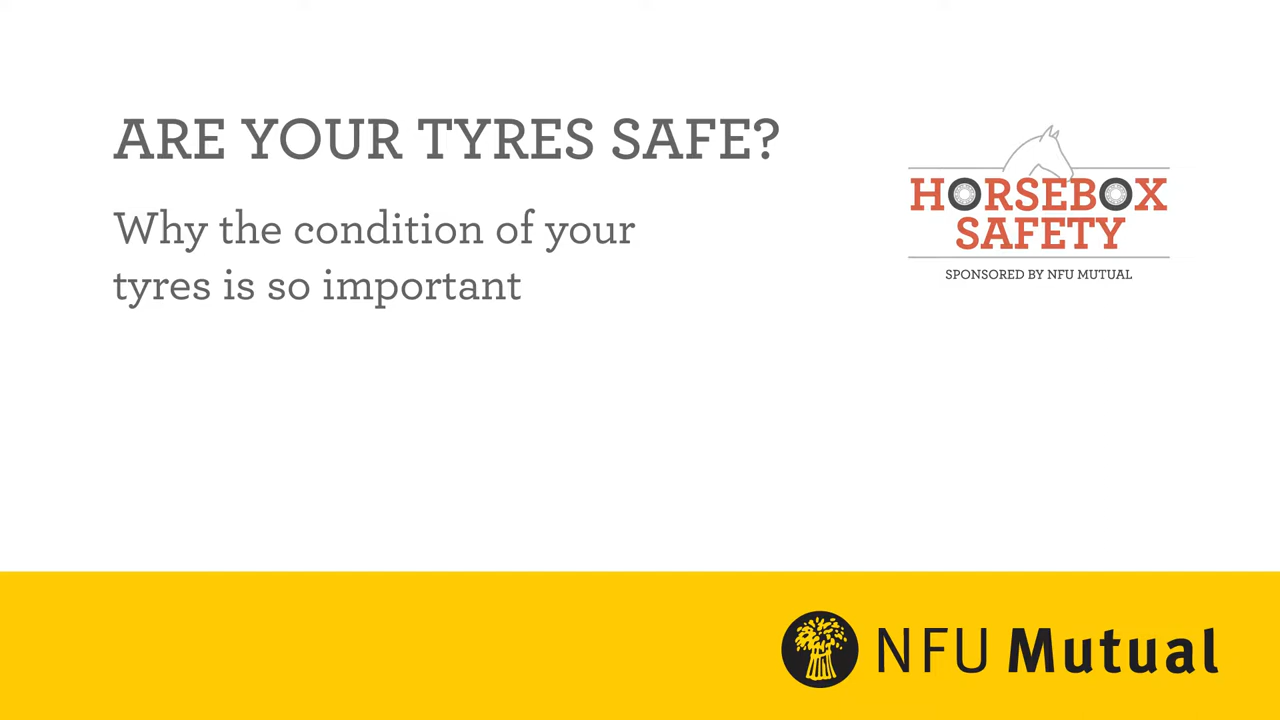 ARE YOUR TYRES SAFE?
Why the condition of your
tyres is so important
HORSEBOX
SAFETY
SPONSORED BY NFU MUTUAL
NFU Mutual